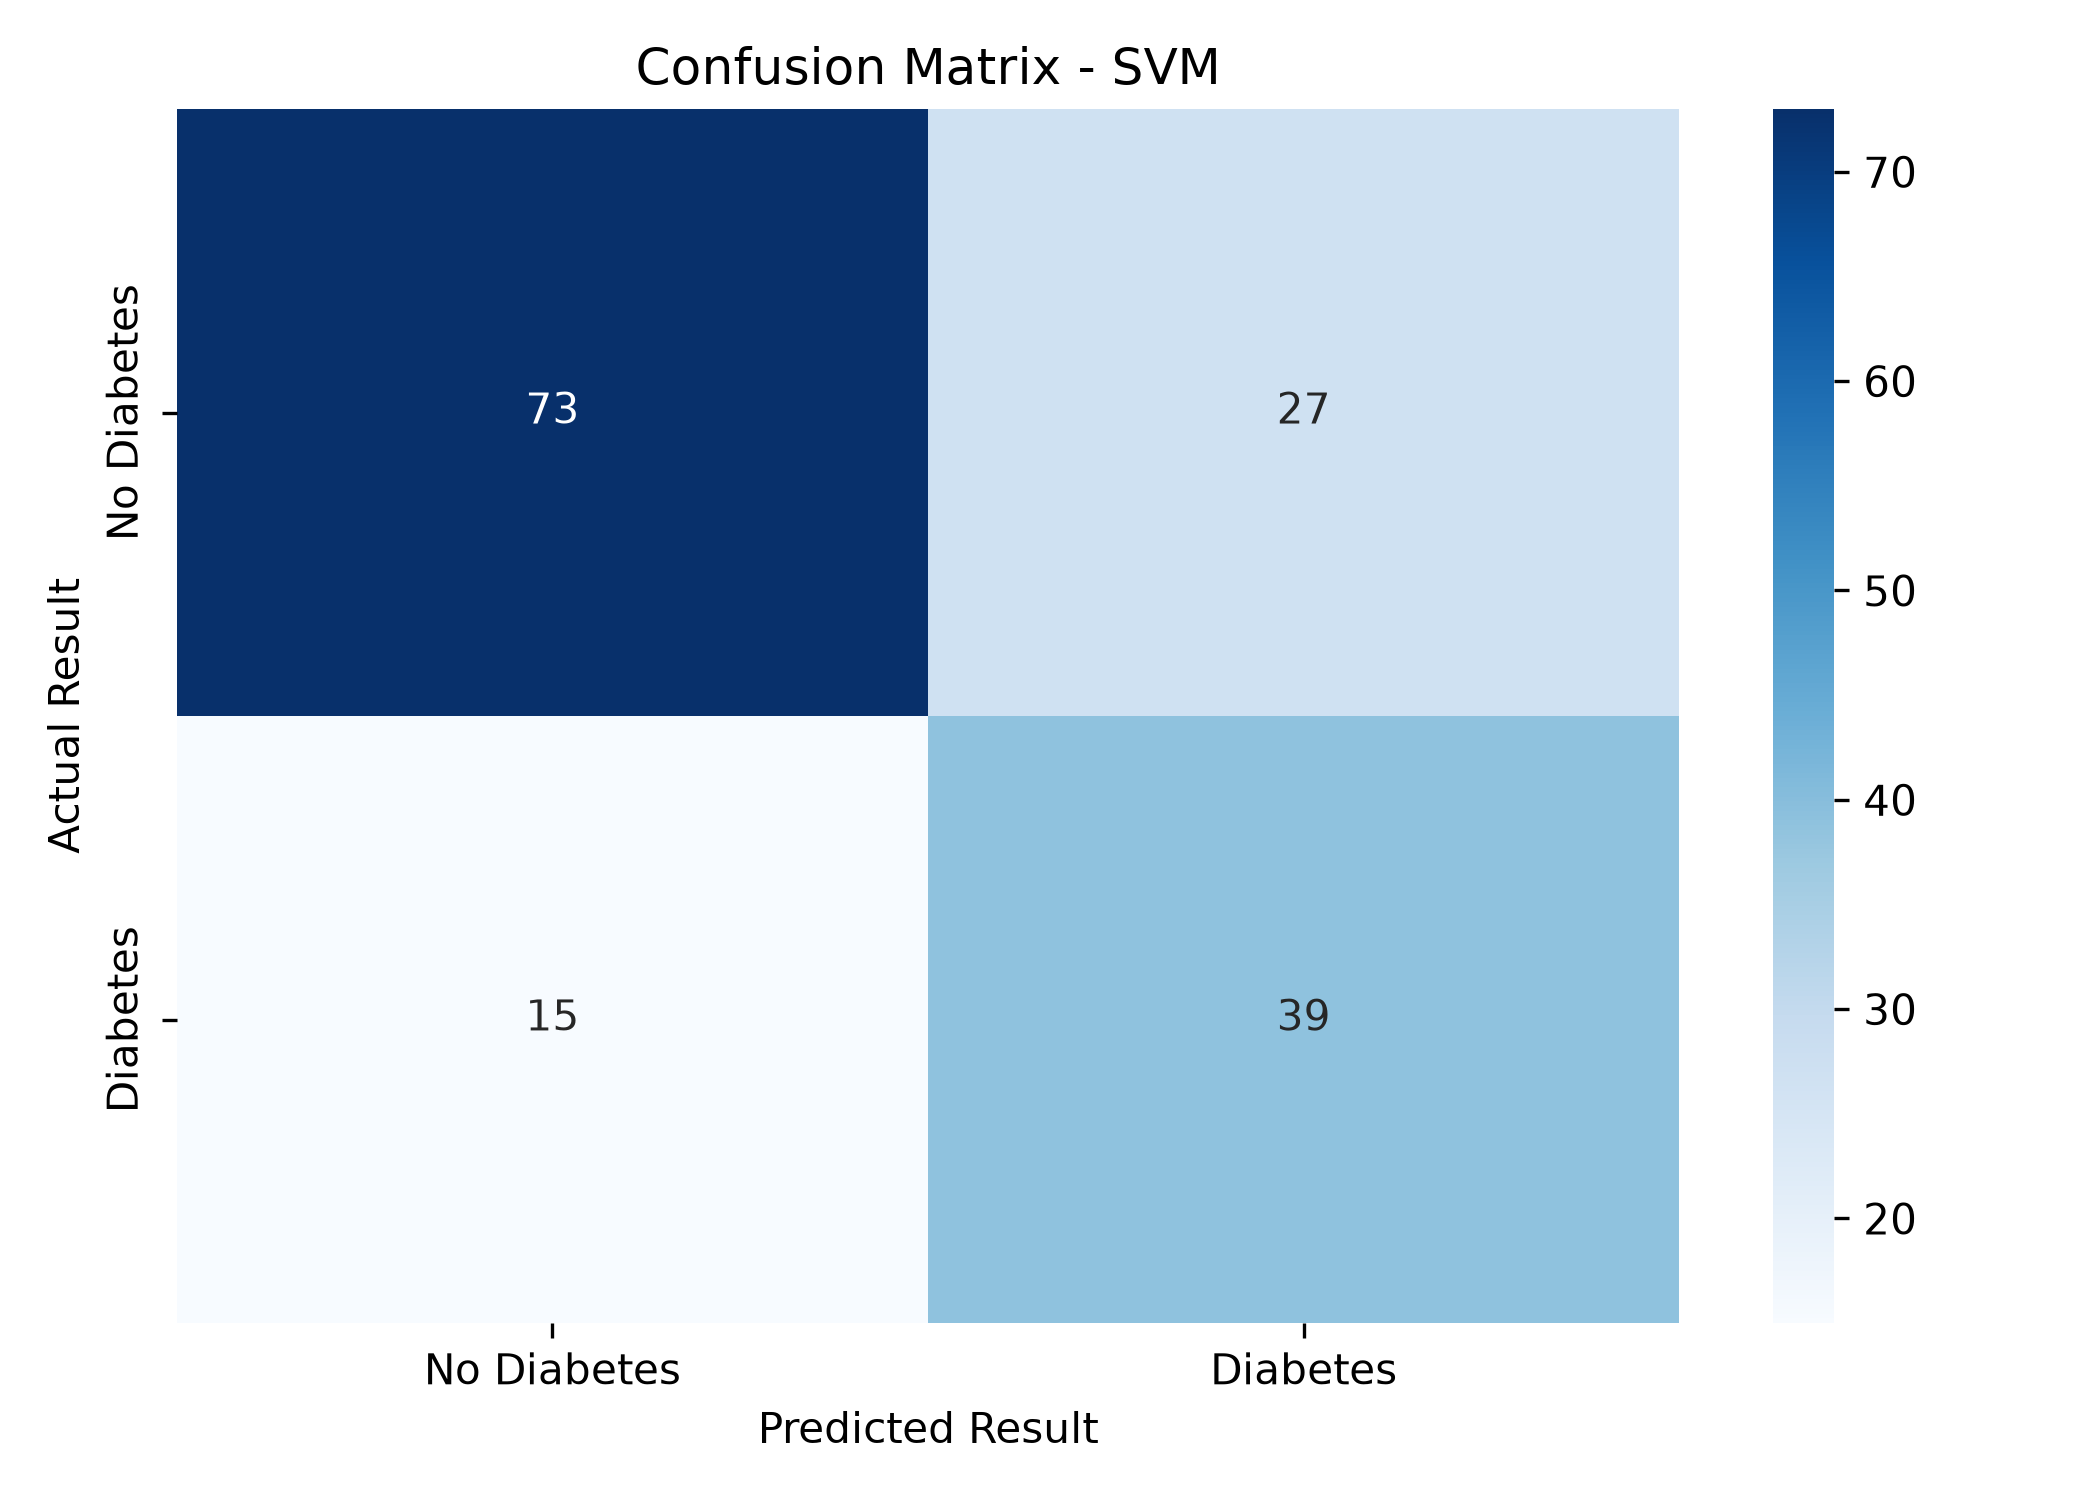 Confusion Matrix - SVM
Actual Result
No Diabetes
Diabetes
73
27
15
39
No Diabetes
Diabetes
Predicted Result
70
60
50
40
30
20